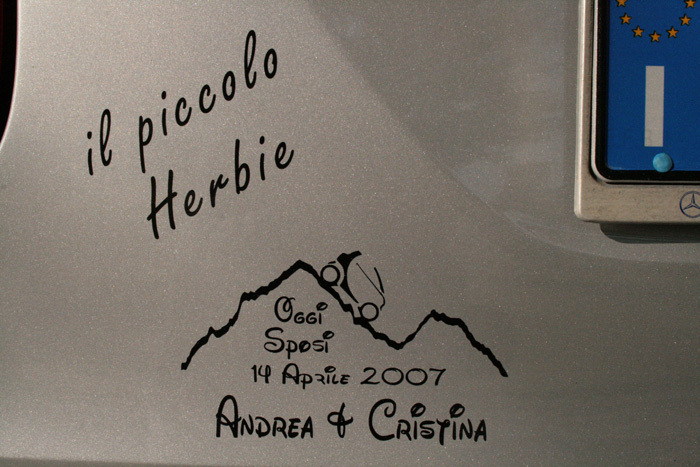 il piccolo
Herbie
Oggi
Sposi
14 Aprile 2007
Andrea & Cristina
I